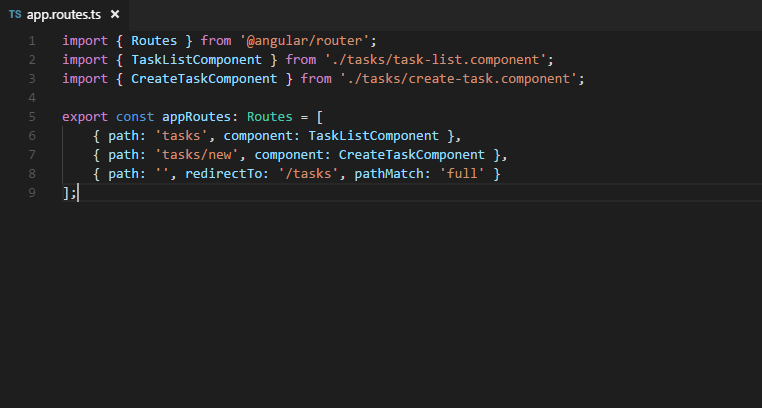 TS app.routes.ts ×
1 import { Routes } from '@angular/router';
2 import { TaskListComponent } from './tasks/task-list.component';
3 import { CreateTaskComponent } from './tasks/create-task.component';
4
5 export const appRoutes: Routes = [
6     { path: 'tasks', component: TaskListComponent },
7     { path: 'tasks/new', component: CreateTaskComponent },
8     { path: '', redirectTo: '/tasks', pathMatch: 'full' }
9 ];